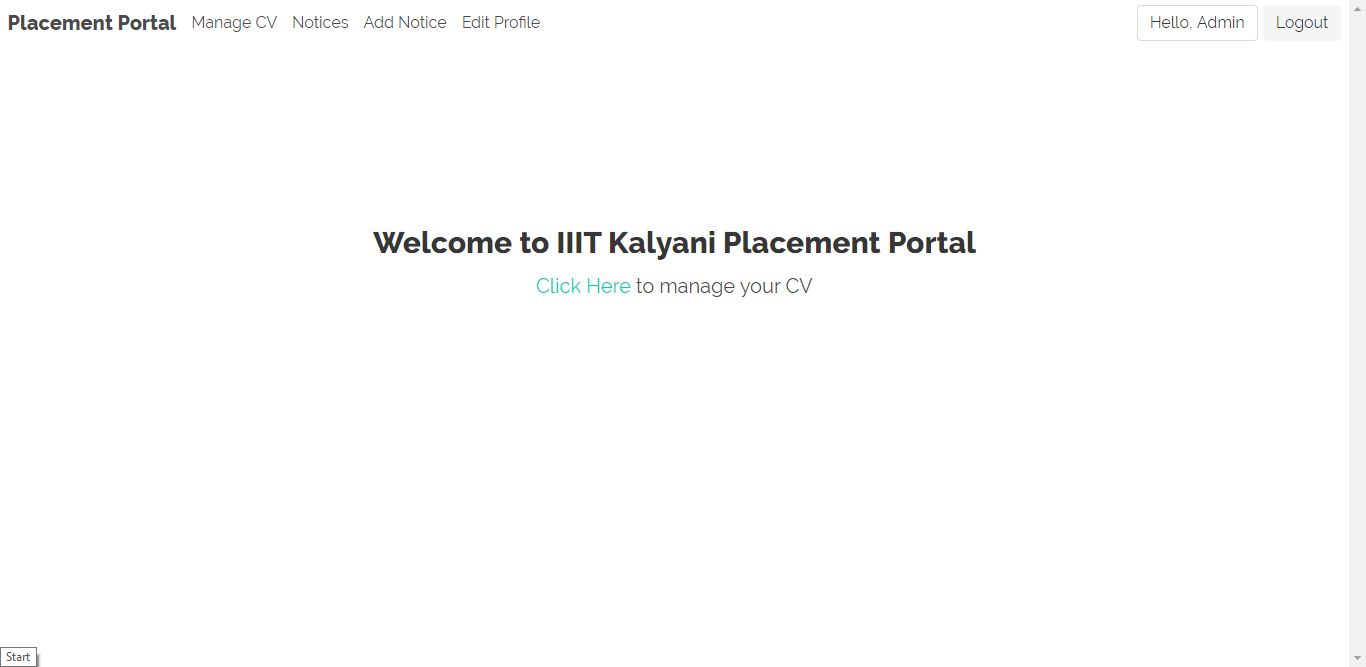 Placement Portal Manage CV Notices Add Notice Edit Profile Hello, Admin Logout
Welcome to IIIT Kalyani Placement Portal
Click Here to manage your CV
Start